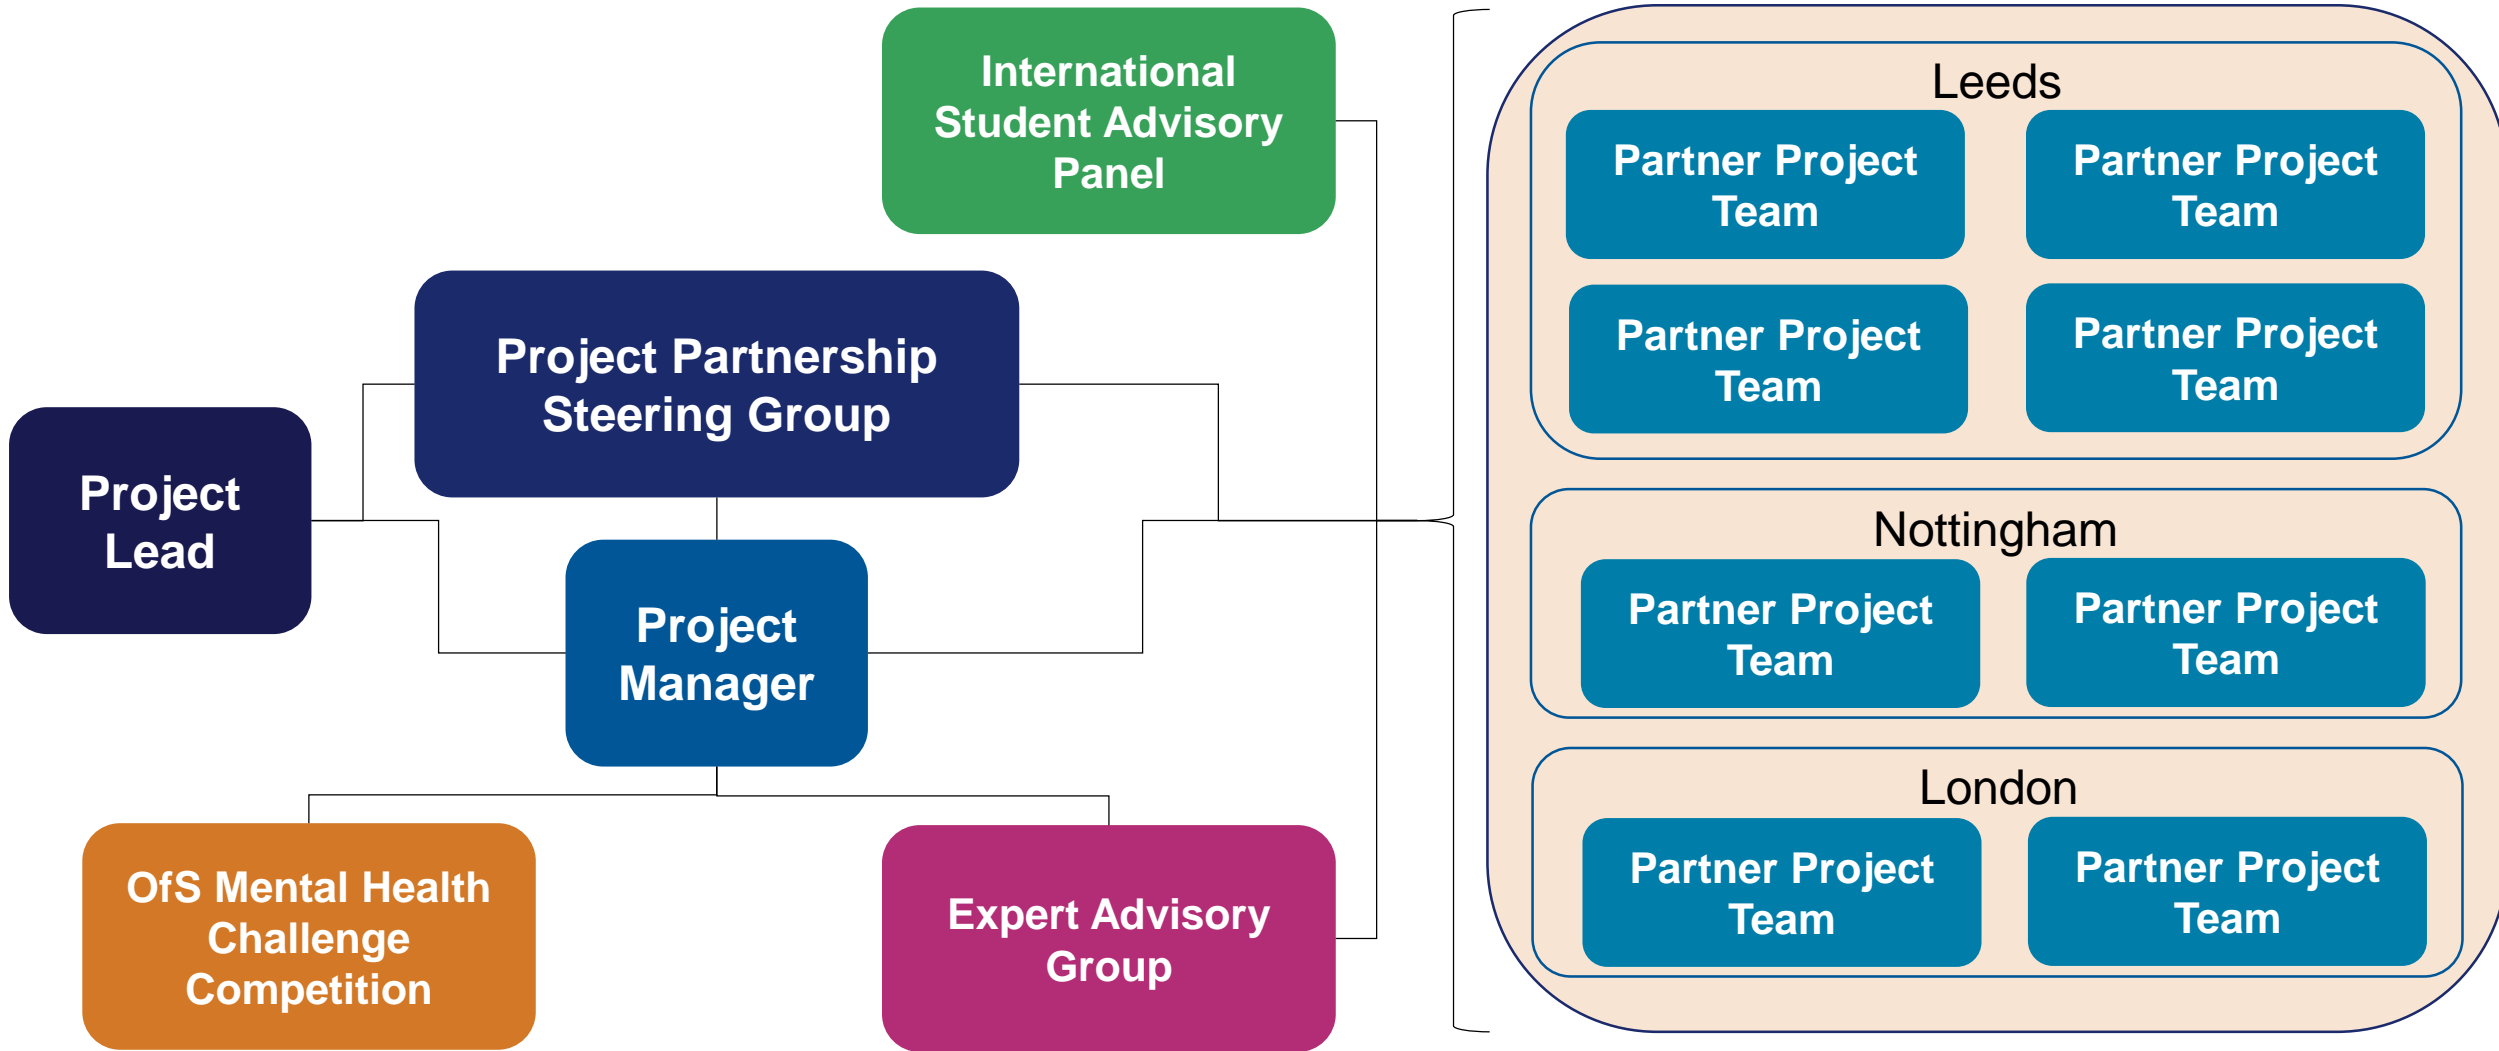 International
Student Advisory
Panel
Project Partnership
Steering Group
Project
Lead
Project
Manager
OfS Mental Health
Challenge
Competition
Expert Advisory
Group
Leeds
Partner Project
Team
Partner Project
Team
Partner Project
Team
Partner Project
Team
Nottingham
Partner Project
Team
Partner Project
Team
London
Partner Project
Team
Partner Project
Team